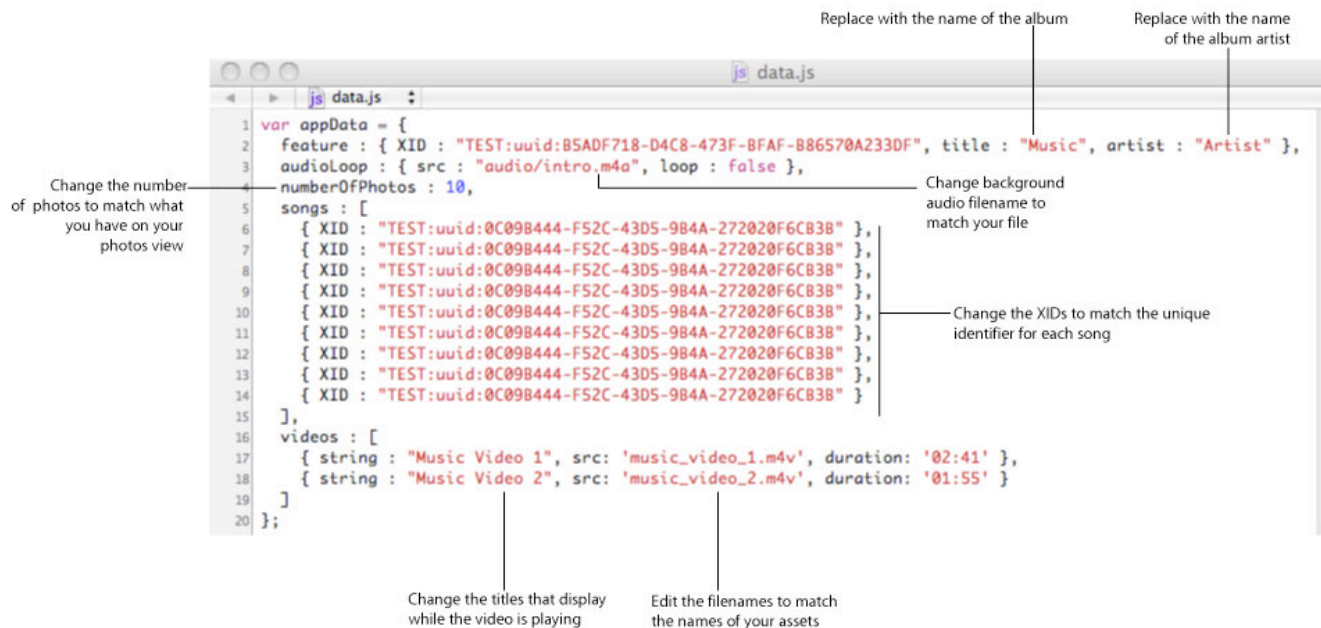 Replace with the name of the album
Replace with the name
of the album artist
js data.js
js data.js
1 var appData = {
2 feature : { XID : "TEST:uuid:B5ADF718-D4C8-473F-BFAF-B86570A233DF", title : "Music", artist : "Artist" },
3 audioLoop : { src : "audio/intro.m4a", loop : false },
4 numberOfPhotos : 10,
5 songs : [
6 { XID : "TEST:uuid:0C09B444-F52C-43D5-9B4A-272020F6CB3B" },
7 { XID : "TEST:uuid:0C09B444-F52C-43D5-9B4A-272020F6CB3B" },
8 { XID : "TEST:uuid:0C09B444-F52C-43D5-9B4A-272020F6CB3B" },
9 { XID : "TEST:uuid:0C09B444-F52C-43D5-9B4A-272020F6CB3B" },
10 { XID : "TEST:uuid:0C09B444-F52C-43D5-9B4A-272020F6CB3B" },
11 { XID : "TEST:uuid:0C09B444-F52C-43D5-9B4A-272020F6CB3B" },
12 { XID : "TEST:uuid:0C09B444-F52C-43D5-9B4A-272020F6CB3B" },
13 { XID : "TEST:uuid:0C09B444-F52C-43D5-9B4A-272020F6CB3B" },
14 { XID : "TEST:uuid:0C09B444-F52C-43D5-9B4A-272020F6CB3B" }
15 ],
16 videos : [
17 { string : "Music Video 1", src: 'music_video_1.m4v', duration: '02:41' },
18 { string : "Music Video 2", src: 'music_video_2.m4v', duration: '01:55' }
19 ]
20 };
Change the number
of photos to match what
you have on your
photos view
Change background
audio filename to
match your file
Change the XIDs to match the unique
identifier for each song
Change the titles that display
while the video is playing
Edit the filenames to match
the names of your assets